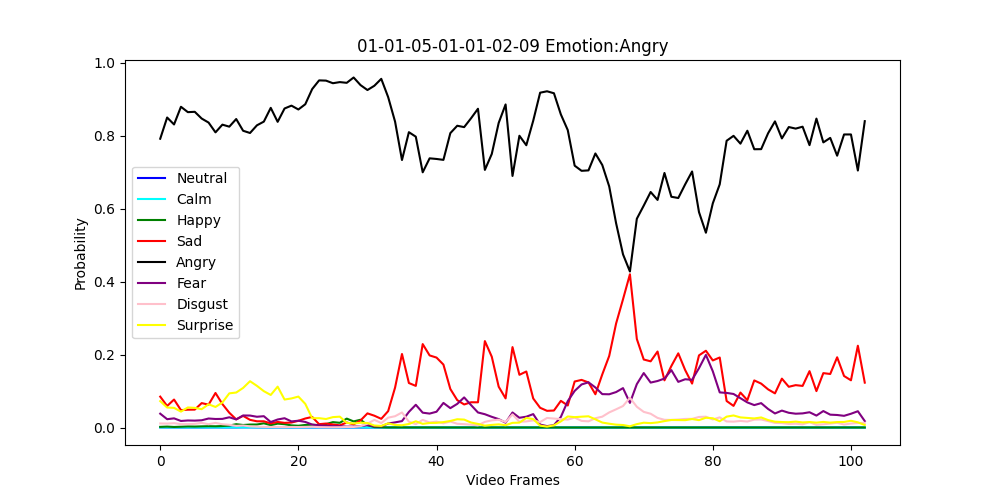 01-01-05-01-01-02-09 Emotion:Angry
1.0
0.8
0.6
0.4
0.2
0.0
Probability
Neutral
Calm
Happy
Sad
Angry
Fear
Disgust
Surprise
0 20 40 60 80 100
Video Frames